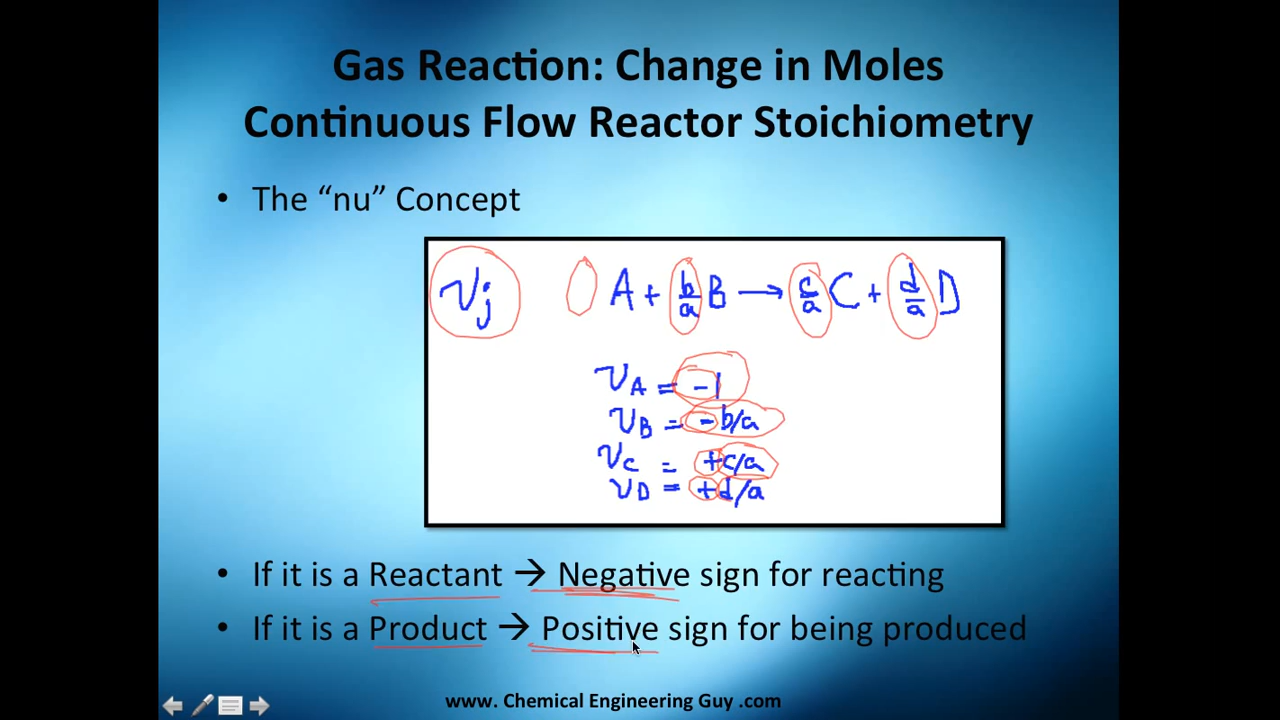 Gas Reaction: Change in Moles
Continuous Flow Reactor Stoichiometry
• The “nu” Concept
νj A + b/a B → c/a C + d/a D
νA = -1
νB = -b/a
νC = +c/a
νD = +d/a
• If it is a Reactant → Negative sign for reacting
• If it is a Product → Positive sign for being produced
www. Chemical Engineering Guy .com